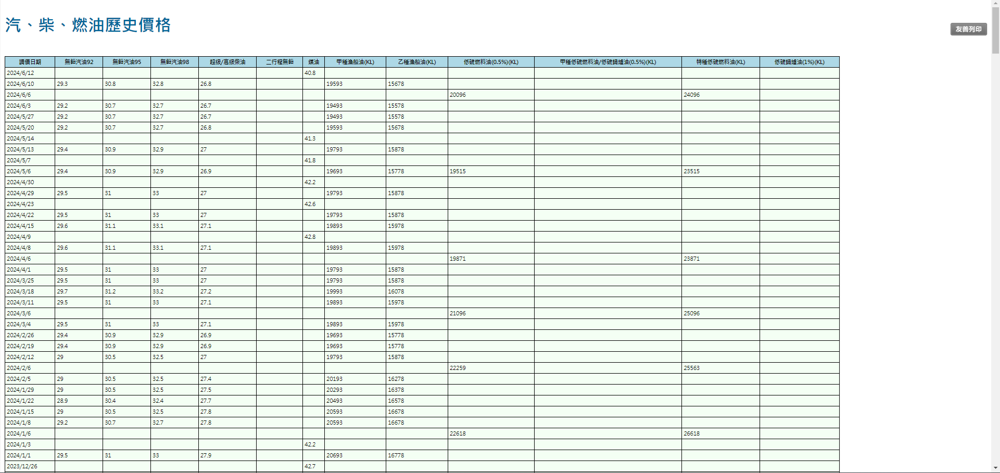 汽、柴、燃油歷史價格
友善列印
調價日期 無鉛汽油92 無鉛汽油95 無鉛汽油98 超級/高級柴油 二行程無鉛 煤油 甲種漁船油(KL) 乙種漁船油(KL) 低硫燃料油(0.5%)(KL) 甲種低硫燃料油/低硫鍋爐油(0.5%)(KL) 特種低硫燃料油(KL) 低硫鍋爐油(1%)(KL)
2024/6/12 40.8
2024/6/10 29.3 30.8 32.8 26.8 19593 15678
2024/6/6 20096 24096
2024/6/3 29.2 30.7 32.7 26.7 19493 15578
2024/5/27 29.2 30.7 32.7 26.7 19493 15578
2024/5/20 29.2 30.7 32.7 26.8 19593 15678
2024/5/14 41.3
2024/5/13 29.4 30.9 32.9 27 19793 15878
2024/5/7 41.8
2024/5/6 29.4 30.9 32.9 26.9 19693 15778 19515 23515
2024/4/30 42.2
2024/4/29 29.5 31 33 27 19793 15878
2024/4/23 42.6
2024/4/22 29.5 31 33 27 19793 15878
2024/4/15 29.6 31.1 33.1 27.1 19893 15978
2024/4/9 42.8
2024/4/8 29.6 31.1 33.1 27.1 19893 15978
2024/4/6 19871 23871
2024/4/1 29.5 31 33 27 19793 15878
2024/3/25 29.5 31 33 27 19793 15878
2024/3/18 29.7 31.2 33.2 27.2 19993 16078
2024/3/11 29.5 31 33 27.1 19893 15978
2024/3/6 21096 25096
2024/3/4 29.5 31 33 27.1 19893 15978
2024/2/26 29.4 30.9 32.9 26.9 19693 15778
2024/2/19 29.4 30.9 32.9 26.9 19693 15778
2024/2/12 29 30.5 32.5 27 19793 15878
2024/2/6 22259 25563
2024/2/5 29 30.5 32.5 27.4 20193 16278
2024/1/29 29 30.5 32.5 27.5 20293 16378
2024/1/22 28.9 30.4 32.4 27.7 20493 16578
2024/1/15 29 30.5 32.5 27.8 20593 16678
2024/1/8 29.2 30.7 32.7 27.8 20593 16678
2024/1/6 22618 26618
2024/1/3 42.2
2024/1/1 29.5 31 33 27.9 20693 16778
2023/12/26 42.7